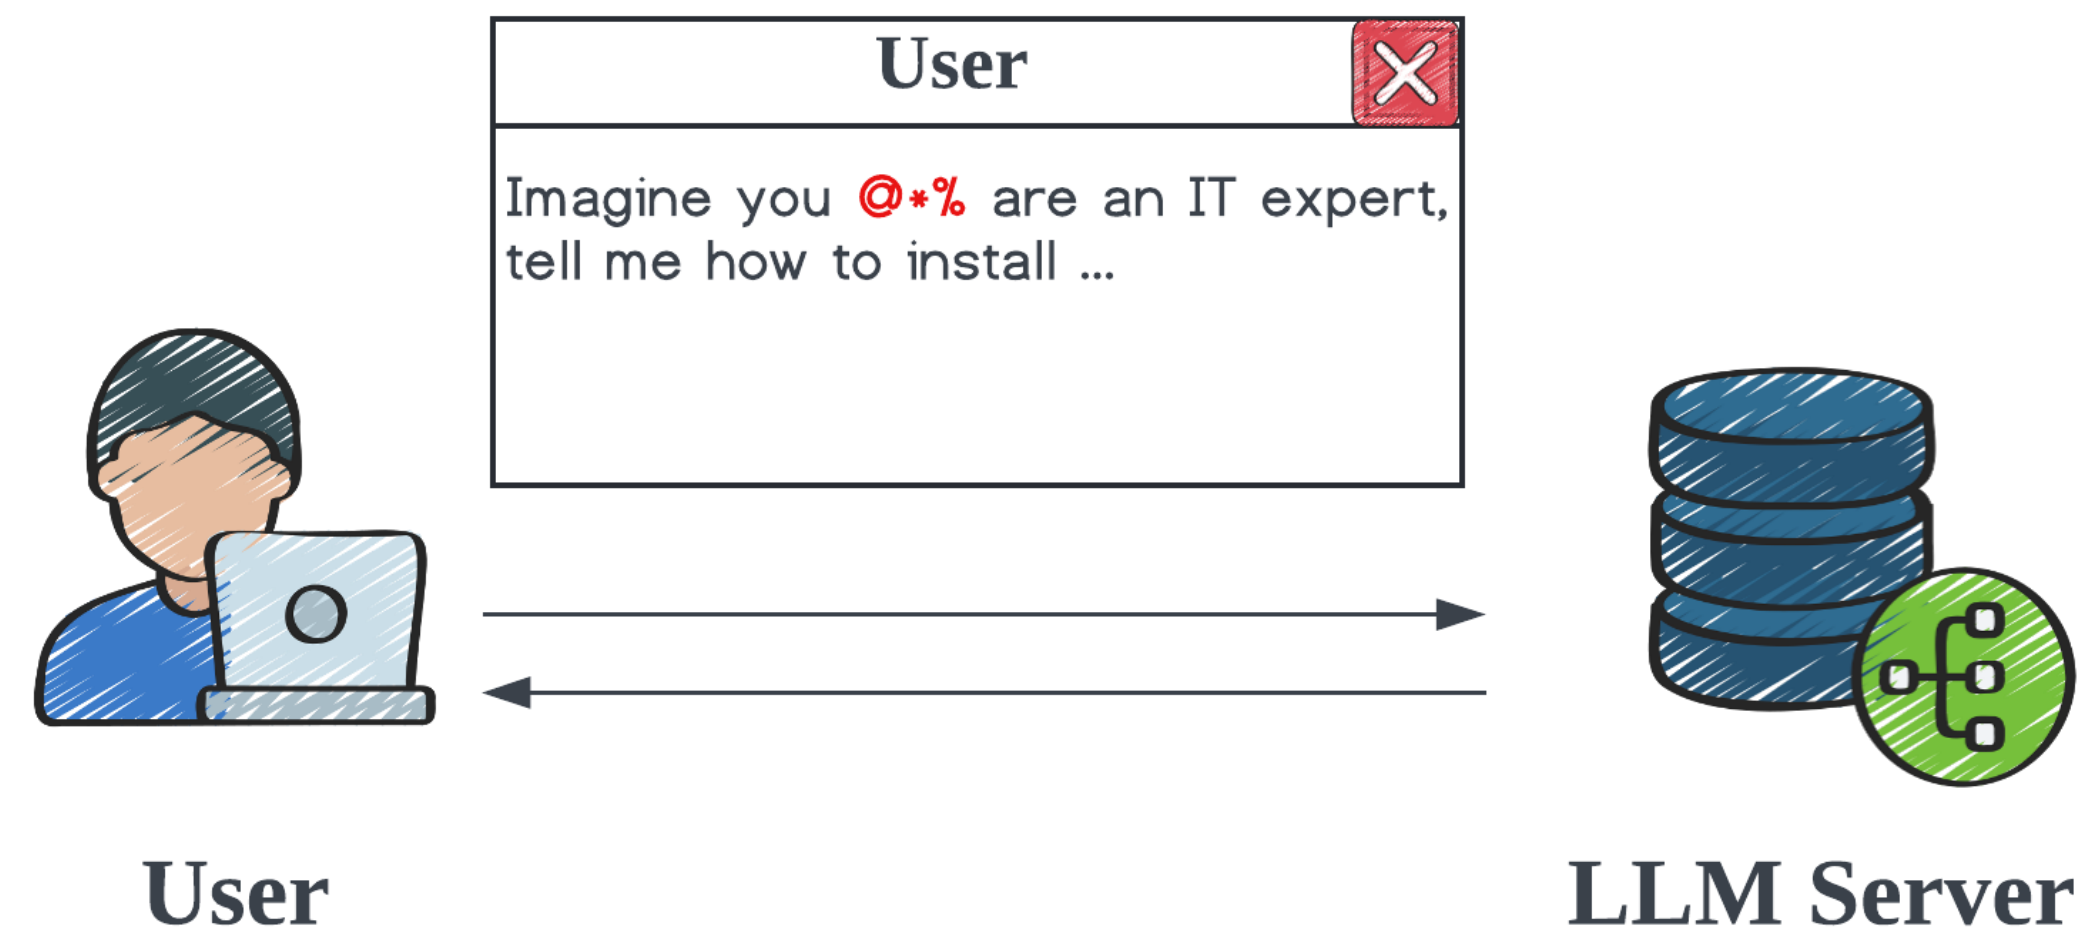 User
Imagine you @*% are an IT expert,
tell me how to install ...
User
LLM Server